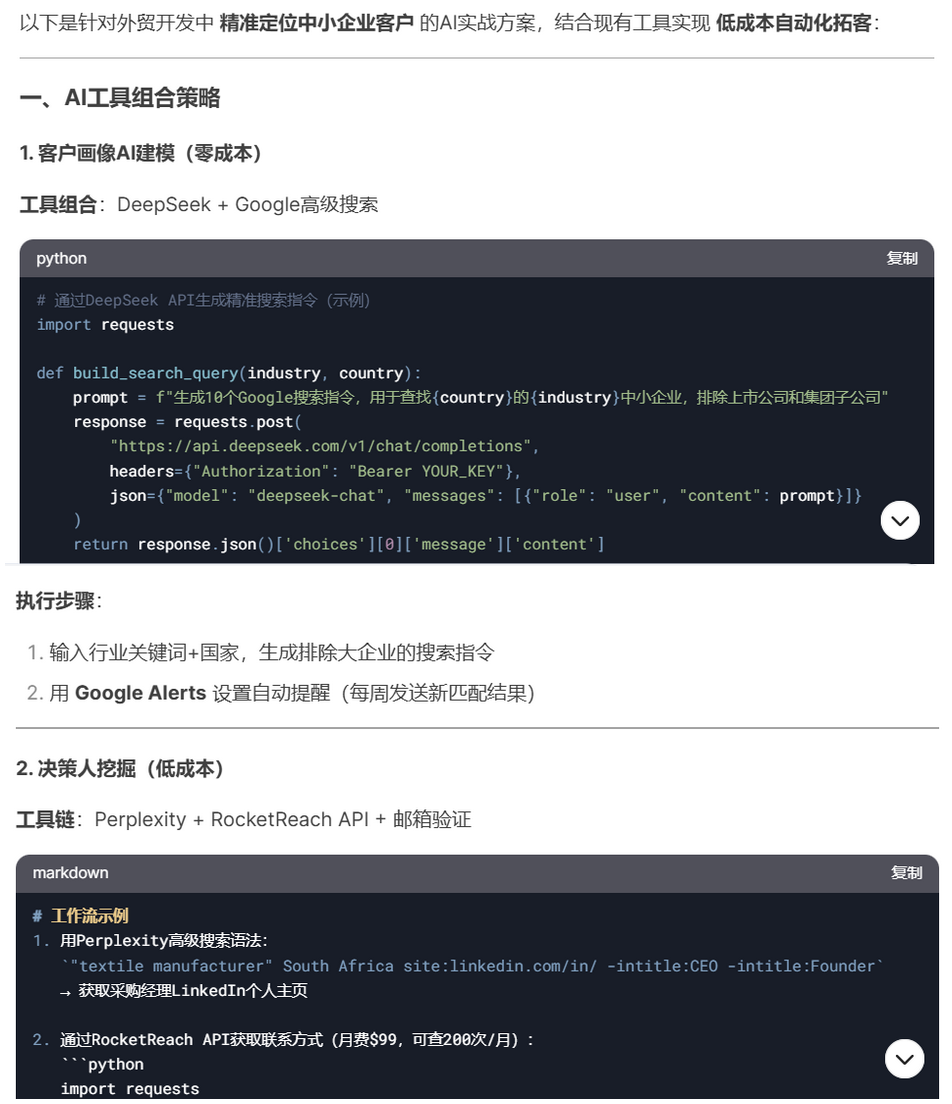 以下是针对外贸开发中 精准定位中小企业客户 的AI实战方案，结合现有工具实现 低成本自动化拓客：
一、AI工具组合策略
1. 客户画像AI建模（零成本）
工具组合：DeepSeek + Google高级搜索
python 复制
# 通过DeepSeek API生成精准搜索指令（示例）
import requests
def build_search_query(industry, country):
    prompt = f"生成10个Google搜索指令，用于查找{country}的{industry}中小企业，排除上市公司和集团子公司"
    response = requests.post(
        "https://api.deepseek.com/v1/chat/completions",
        headers={"Authorization": "Bearer YOUR_KEY"},
        json={"model": "deepseek-chat", "messages": [{"role": "user", "content": prompt}]}
    )
    return response.json()['choices'][0]['message']['content']
执行步骤：
1. 输入行业关键词+国家，生成排除大企业的搜索指令
2. 用 Google Alerts 设置自动提醒（每周发送新匹配结果）
2. 决策人挖掘（低成本）
工具链：Perplexity + RocketReach API + 邮箱验证
markdown 复制
# 工作流示例
1. 用Perplexity高级搜索语法：
   `"textile manufacturer" South Africa site:linkedin.com/in/ -intitle:CEO -intitle:Founder`
   → 获取采购经理LinkedIn个人主页
2. 通过RocketReach API获取联系方式（月费$99，可查200次/月）：
   ```python
   import requests